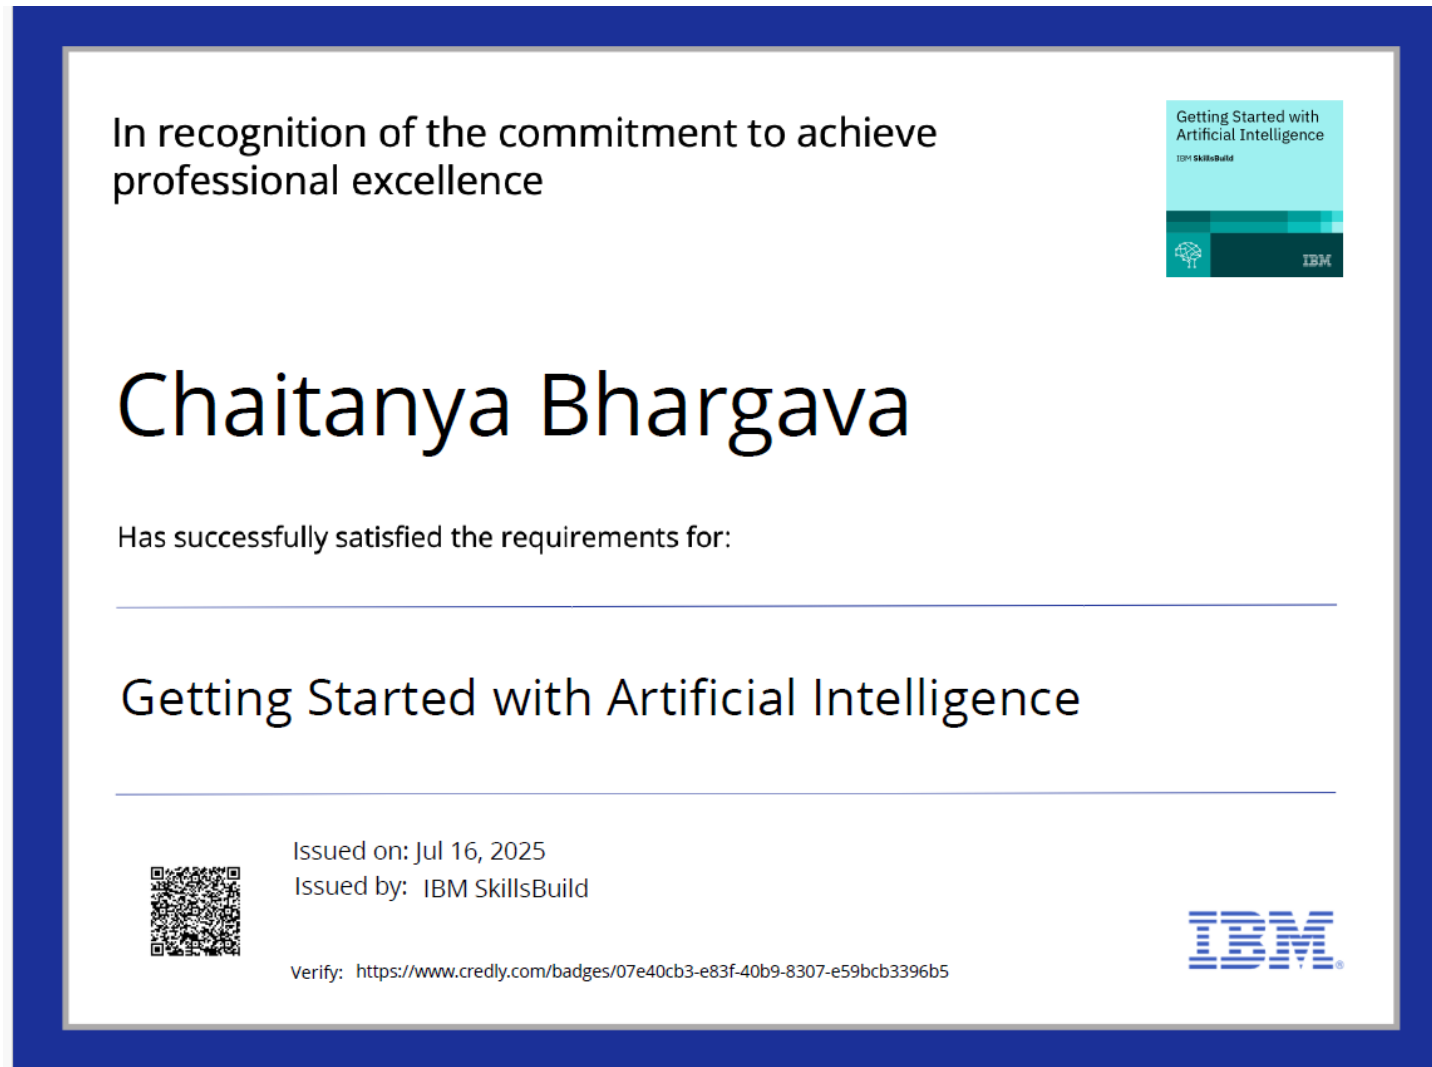 In recognition of the commitment to achieve
professional excellence
Getting Started with
Artificial Intelligence
IBM SkillsBuild
IBM
Chaitanya Bhargava
Has successfully satisfied the requirements for:
Getting Started with Artificial Intelligence
Issued on: Jul 16, 2025
Issued by: IBM SkillsBuild
IBM®
Verify: https://www.credly.com/badges/07e40cb3-e83f-40b9-8307-e59bcb3396b5